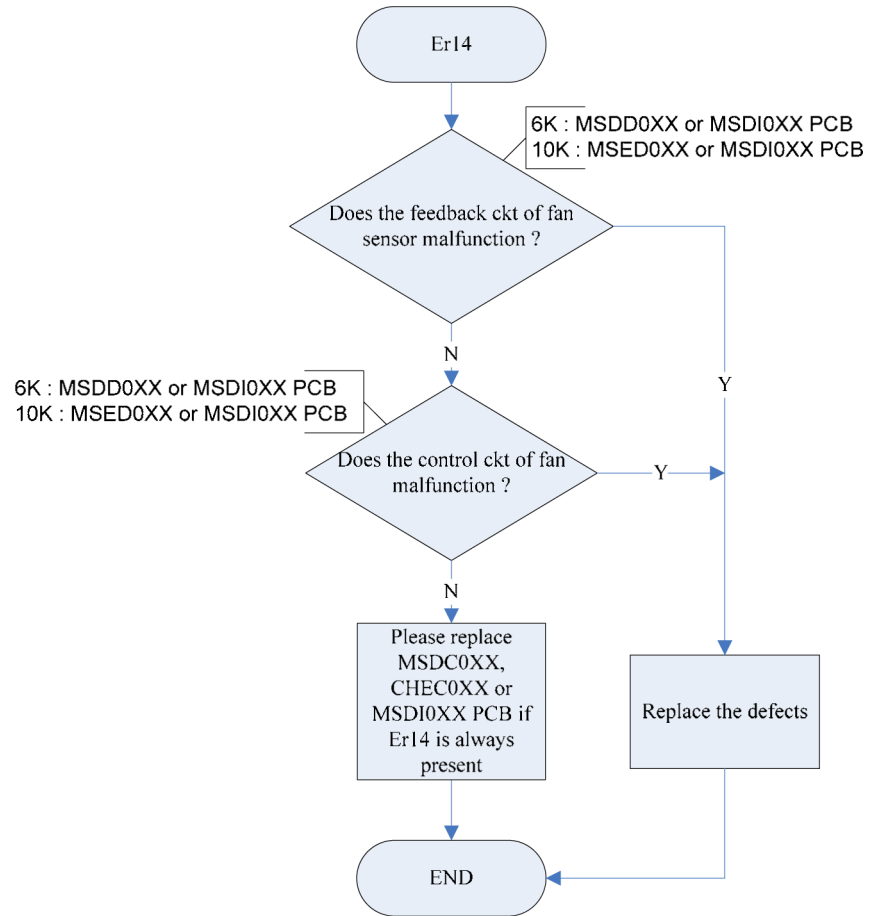 Er14
6K : MSDD0XX or MSDI0XX PCB
10K : MSED0XX or MSDI0XX PCB
Does the feedback ckt of fan
sensor malfunction ?
N
Y
6K : MSDD0XX or MSDI0XX PCB
10K : MSED0XX or MSDI0XX PCB
Does the control ckt of fan
malfunction ?
Y
N
Please replace
MSDC0XX,
CHEC0XX or
MSDI0XX PCB if
Er14 is always
present
Replace the defects
END